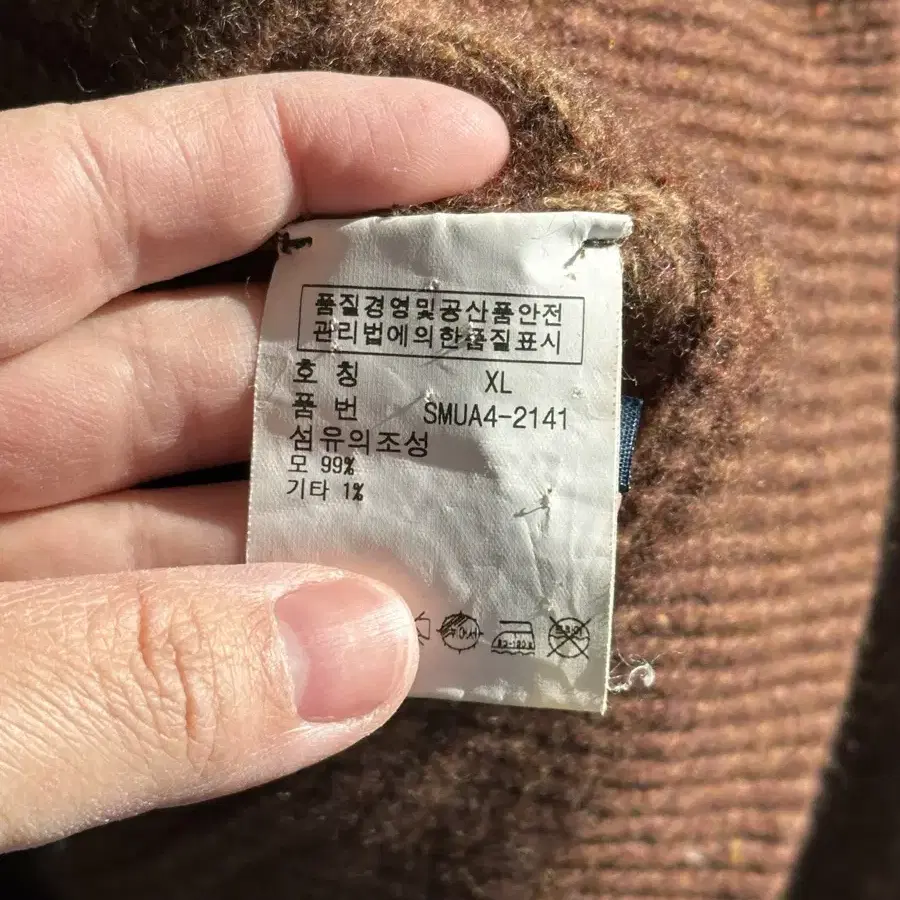 품질경영및공산품안전
관리법에의한품질표시
호 칭 XL
품 번 SMUA4-2141
섬유의조성
모 99%
기타 1%